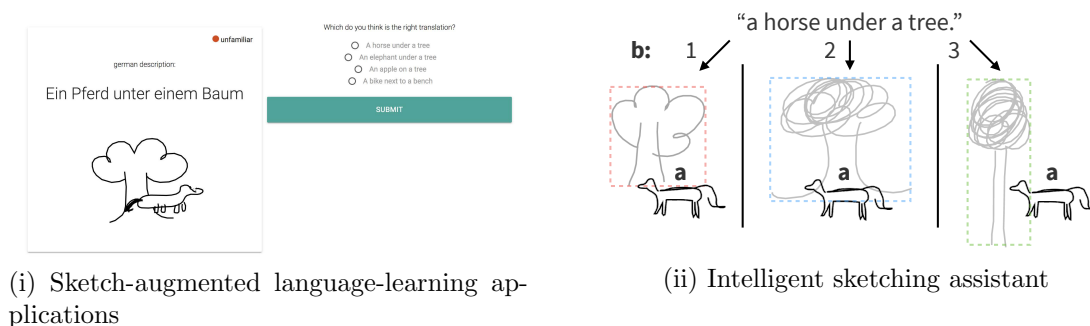 unfamiliar
german description:
Ein Pferd unter einem Baum
Which do you think is the right translation?
A horse under a tree
An elephant under a tree
An apple on a tree
A bike next to a bench
SUBMIT
(i) Sketch-augmented language-learning ap-
plications
“a horse under a tree.”
b: 1 2 3
a a a
(ii) Intelligent sketching assistant